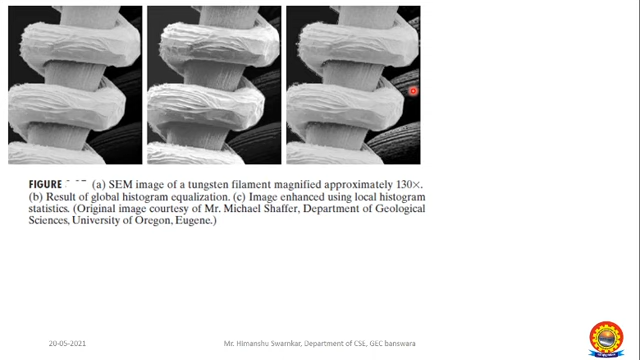 FIGURE (a) SEM image of a tungsten filament magnified approximately 130×.
(b) Result of global histogram equalization. (c) Image enhanced using local histogram
statistics. (Original image courtesy of Mr. Michael Shaffer, Department of Geological
Sciences, University of Oregon, Eugene.)
20-05-2021
Mr. Himanshu Swarnkar, Department of CSE, GEC banswara